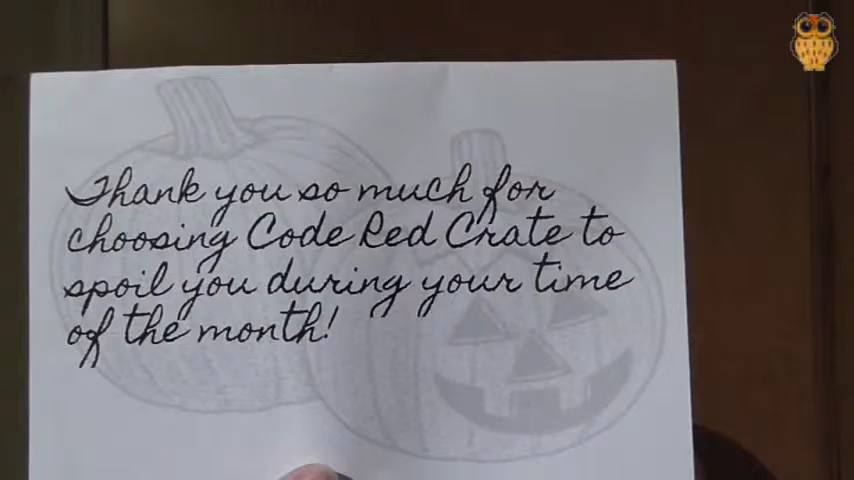 Thank you so much for
choosing Code Red Crate to
spoil you during your time
of the month!